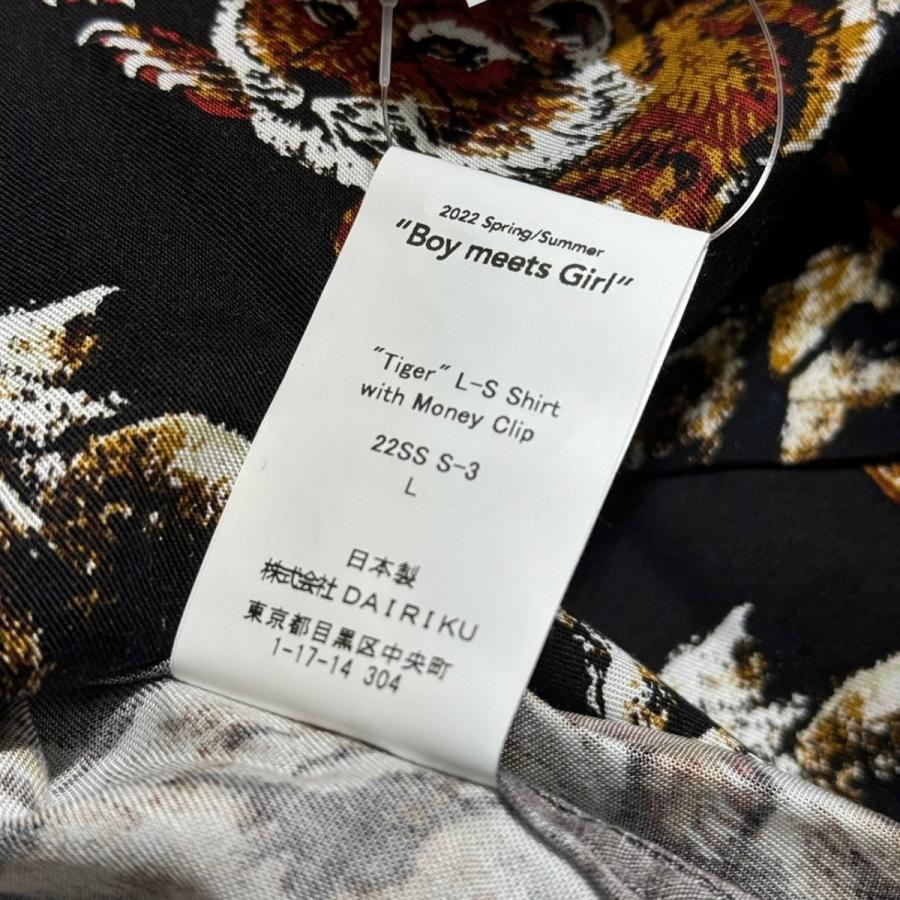 2022 Spring/Summer
"Boy meets Girl"
"Tiger" L-S Shirt
with Money Clip
22SS S-3
L
日本製
株式会社 DAIRIKU
東京都目黒区中央町
1-17-14 304